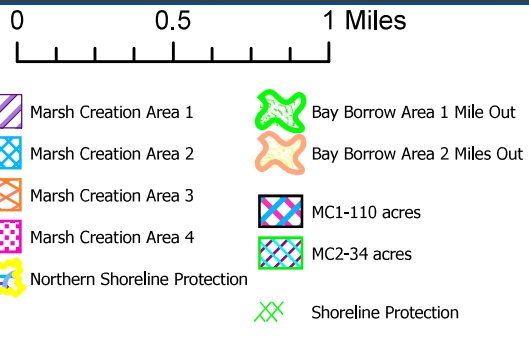 0 0.5 1 Miles
Marsh Creation Area 1
Marsh Creation Area 2
Marsh Creation Area 3
Marsh Creation Area 4
Northern Shoreline Protection
Bay Borrow Area 1 Mile Out
Bay Borrow Area 2 Miles Out
MC1-110 acres
MC2-34 acres
Shoreline Protection